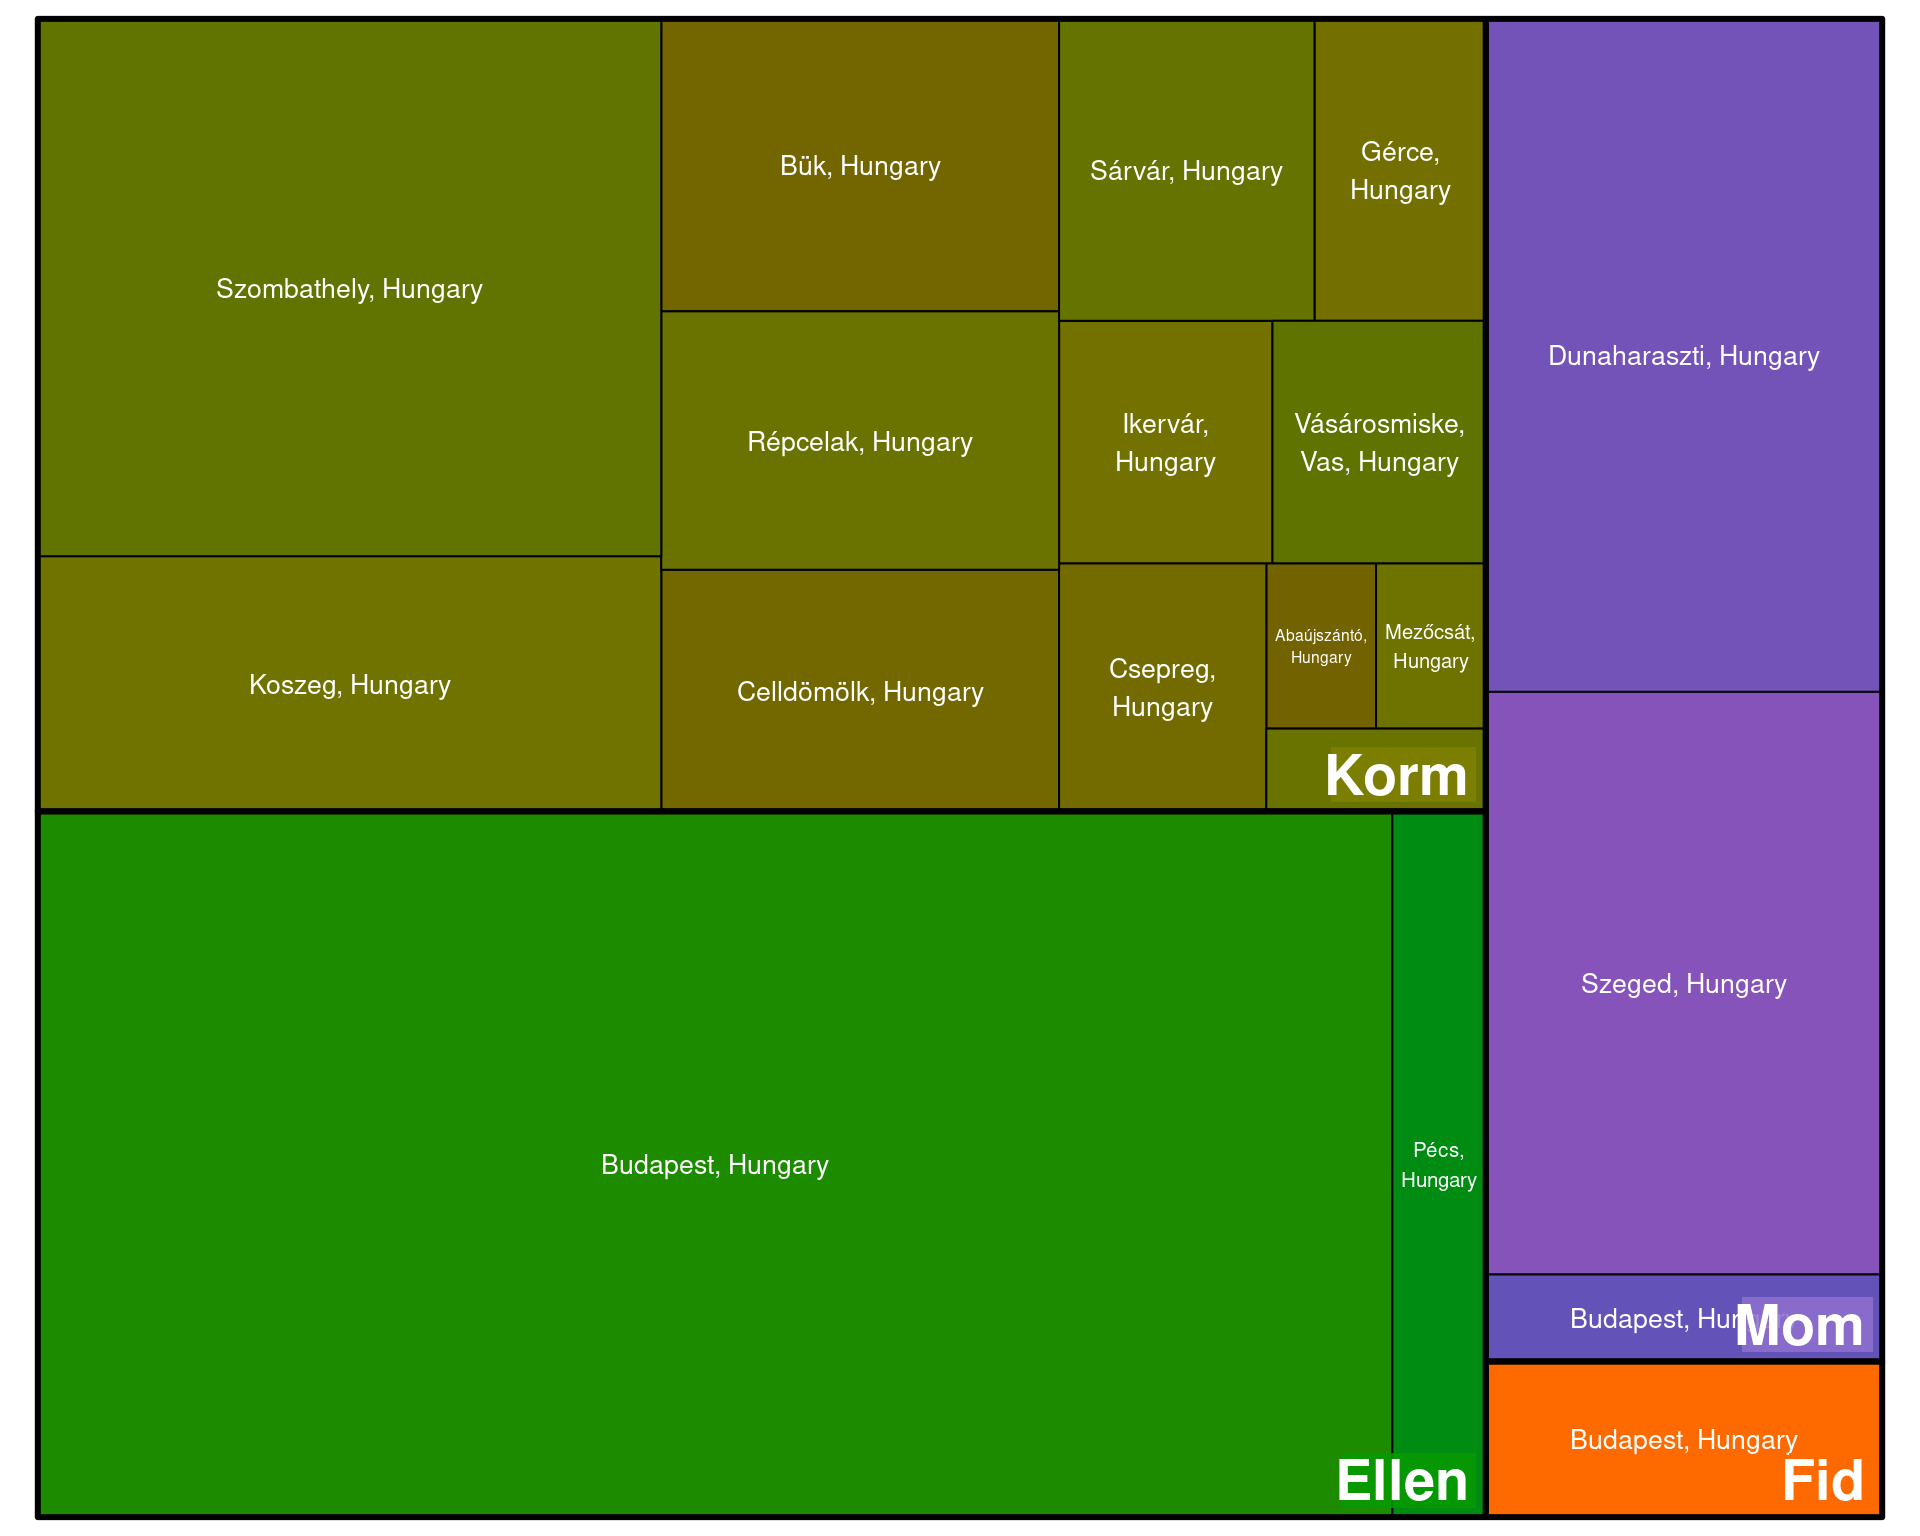 Szombathely, Hungary
Koszeg, Hungary
Bük, Hungary
Répcelak, Hungary
Celldömölk, Hungary
Sárvár, Hungary
Gérce,
Hungary
Ikervár,
Hungary
Vásárosmiske,
Vas, Hungary
Csepreg,
Hungary
Abaújszántó,
Hungary
Mezőcsát,
Hungary
Korm
Budapest, Hungary
Pécs,
Hungary
Ellen
Dunaharaszti, Hungary
Szeged, Hungary
Budapest,
Mom
Budapest, Hungary
Fid